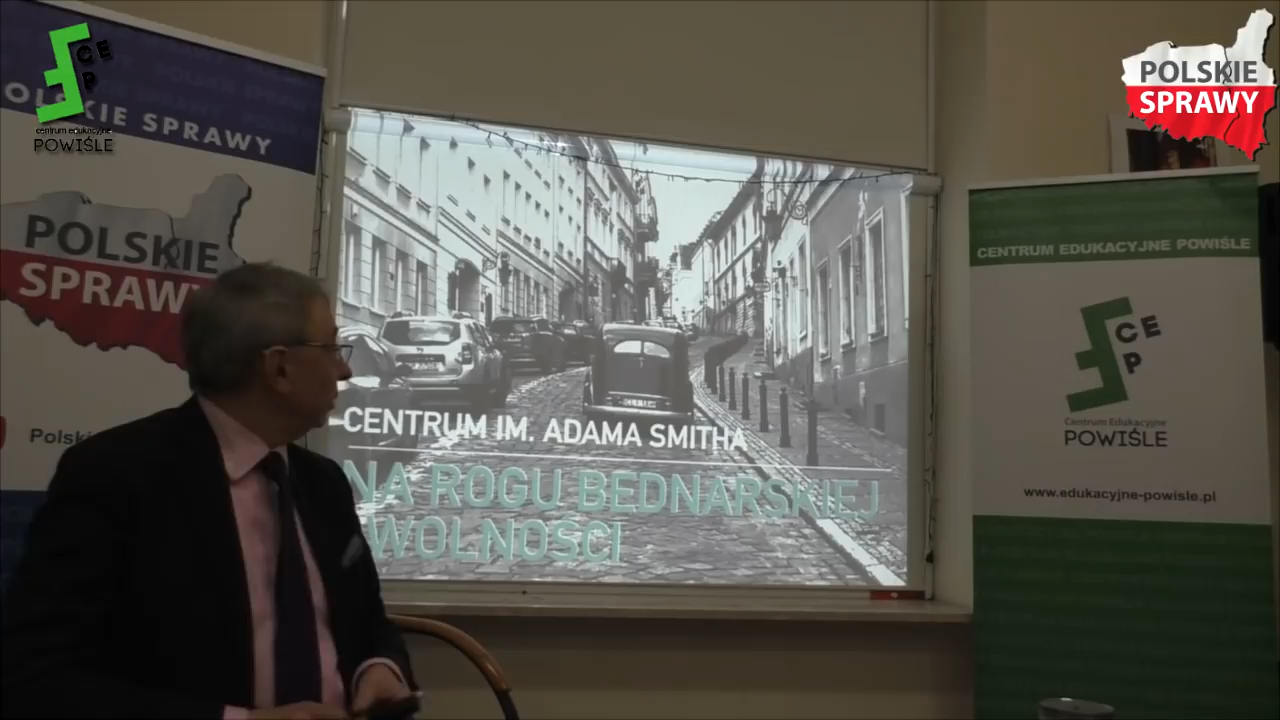 CEP
centrum edukacyjne
POWIŚLE
POLSKIE
SPRAWY
POLSKIE SPRAWY
POLSKIE
SPRAWY
Polski
CENTRUM IM. ADAMA SMITHA
NA ROGU BEDNARSKIEJ
WOLNOŚCI
CENTRUM EDUKACYJNE POWIŚLE
CEP
Centrum Edukacyjne
POWIŚLE
www.edukacyjne-powisle.pl